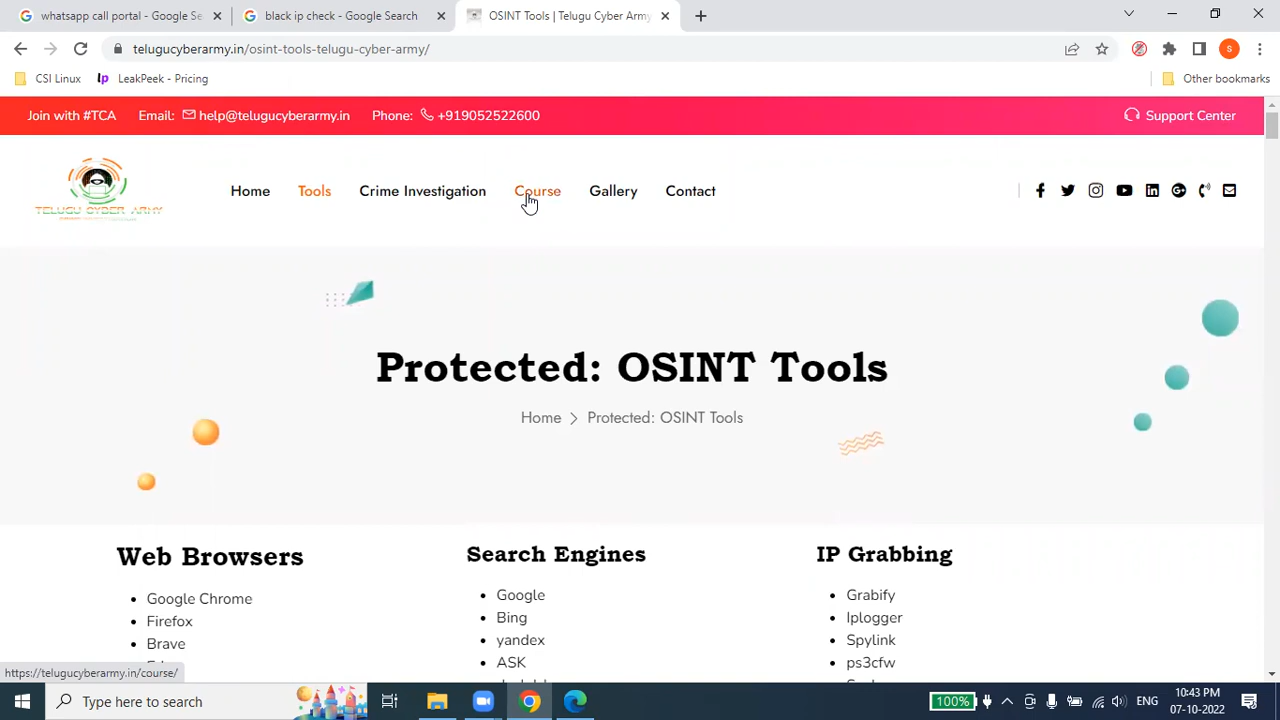 whatsapp call portal - Google Se
black ip check - Google Search
OSINT Tools | Telugu Cyber Army
telugucyberarmy.in/osint-tools-telugu-cyber-army/
S
CSI Linux
LeakPeek - Pricing
Other bookmarks
Join with #TCA
Email: help@telugucyberarmy.in
Phone: +919052522600
Support Center
TELUGU CYBER ARMY
Home
Tools
Crime Investigation
Course
Gallery
Contact
Protected: OSINT Tools
Home > Protected: OSINT Tools
Web Browsers
• Google Chrome
• Firefox
• Brave
Search Engines
• Google
• Bing
• yandex
• ASK
IP Grabbing
• Grabify
• Iplogger
• Spylink
• ps3cfw
https://telugucyberarmy.in/course/
Type here to search
100%
ENG
10:43 PM
07-10-2022